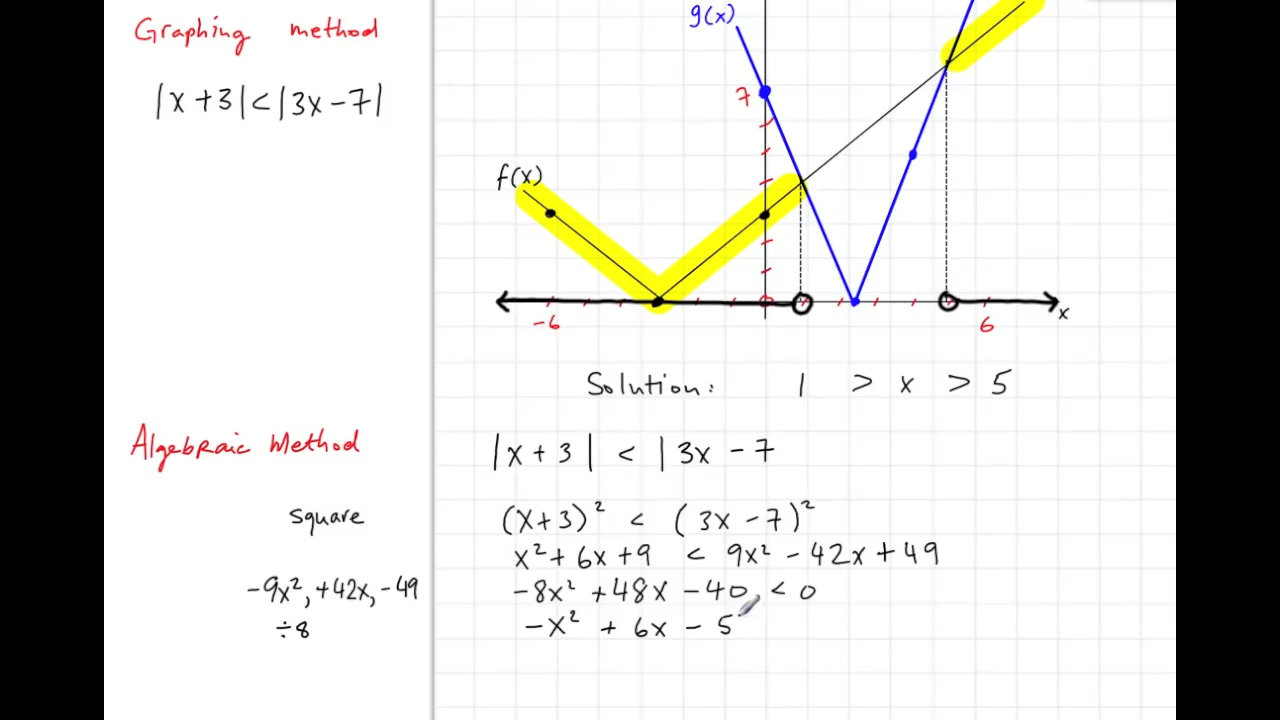 Graphing method
|x + 3| < |3x - 7|
g(x)
7
f(x)
-6
6
x
Solution: 1 > x > 5
Algebraic Method
|x + 3| < |3x - 7
square
(x+3)² < (3x - 7)²
x² + 6x + 9 < 9x² - 42x + 49
-9x², +42x, -49
-8x² + 48x - 40 < 0
÷8
-x² + 6x - 5